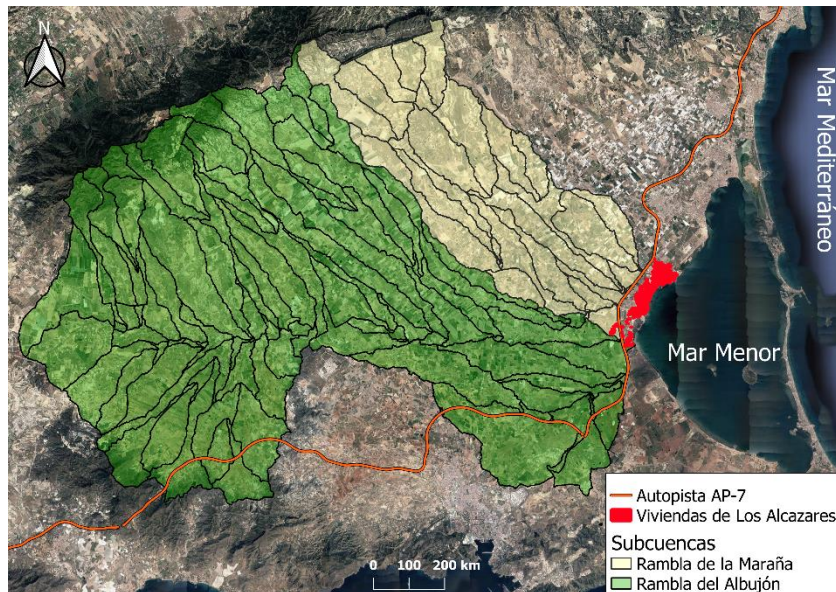 N
Mar Mediterráneo
Mar Menor
Autopista AP-7
Viviendas de Los Alcazares
Subcuencas
Rambla de la Maraña
Rambla del Albujón
0 100 200 km